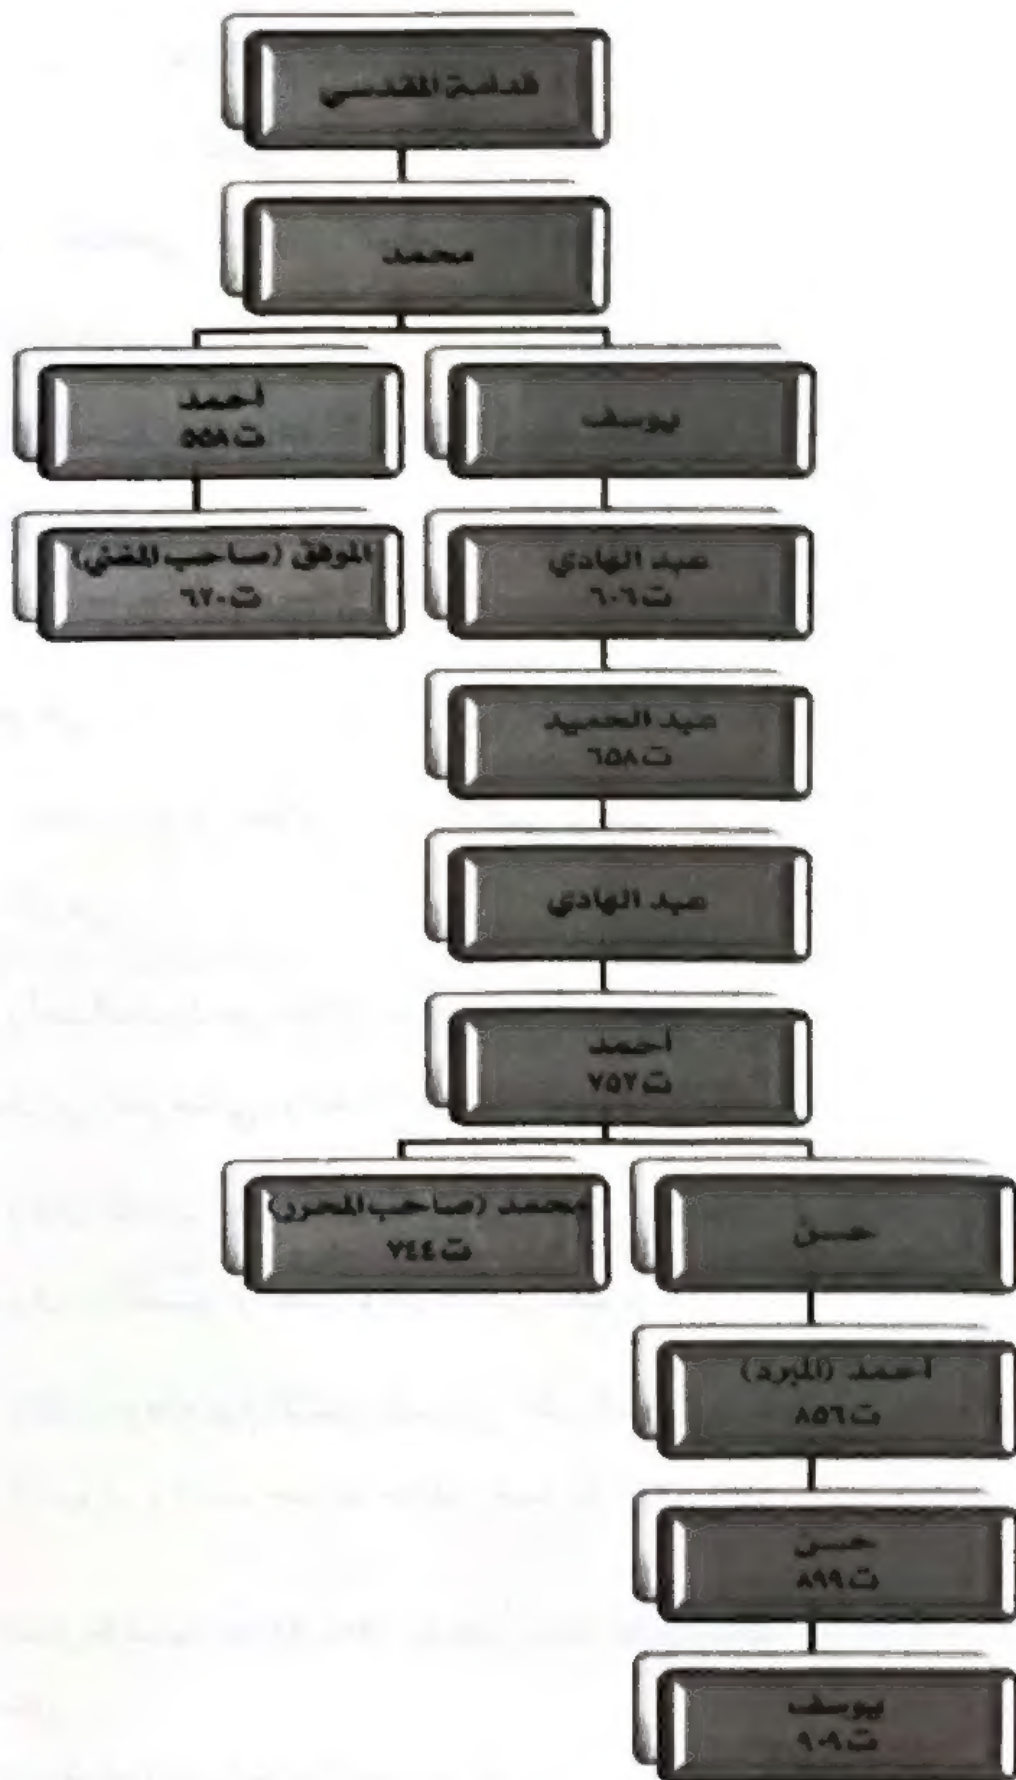 قدامة المقدسي
محمد
يوسف
أحمد
ت ٥٥٨
عبد الهادي
ت ٦٠٦
الموفق (صاحب المغني)
ت ٦٢٠
عبد الحميد
ت ٦٥٨
عبد الهادي
أحمد
ت ٧٥٢
حسن
محمد (صاحب المحرر)
ت ٧٤٤
أحمد (المبرد)
ت ٨٥٦
حسن
ت ٨٩٩
يوسف
ت ٩٠٩